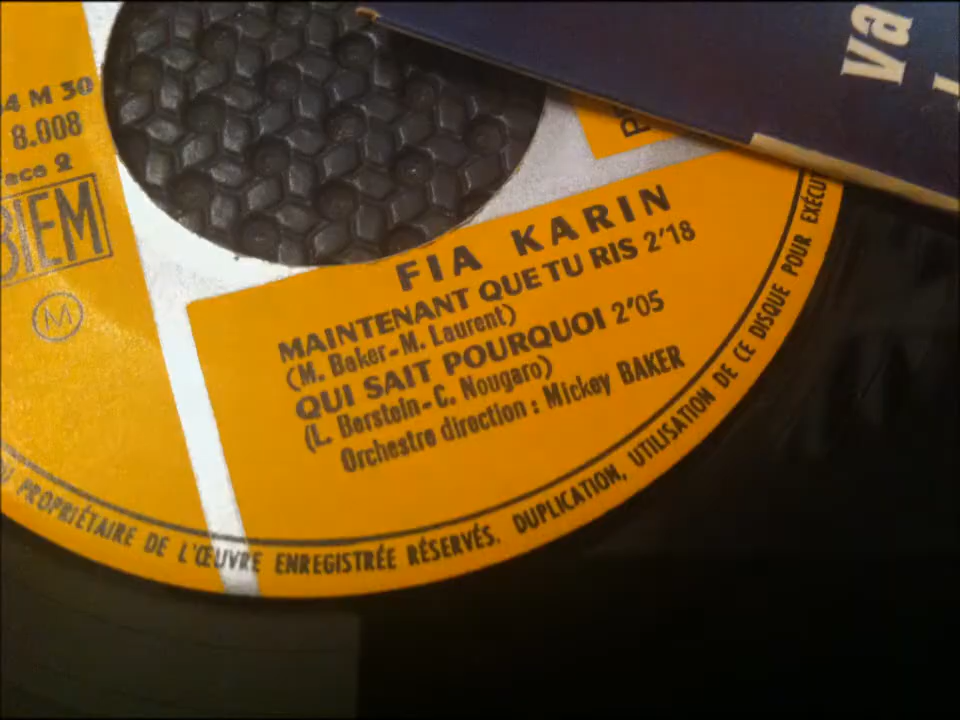 4 M 30
8.008
ace 2
BIEM
M
FIA KARIN
MAINTENANT QUE TU RIS 2'18
(M. Baker-M. Laurent)
QUI SAIT POURQUOI 2'05
(L. Berstein-C. Nougaro)
Orchestre direction : Mickey BAKER
PROPRIÉTAIRE DE L'ŒUVRE ENREGISTRÉE RÉSERVÉS. DUPLICATION, UTILISATION DE CE DISQUE POUR EXÉCUT
Va